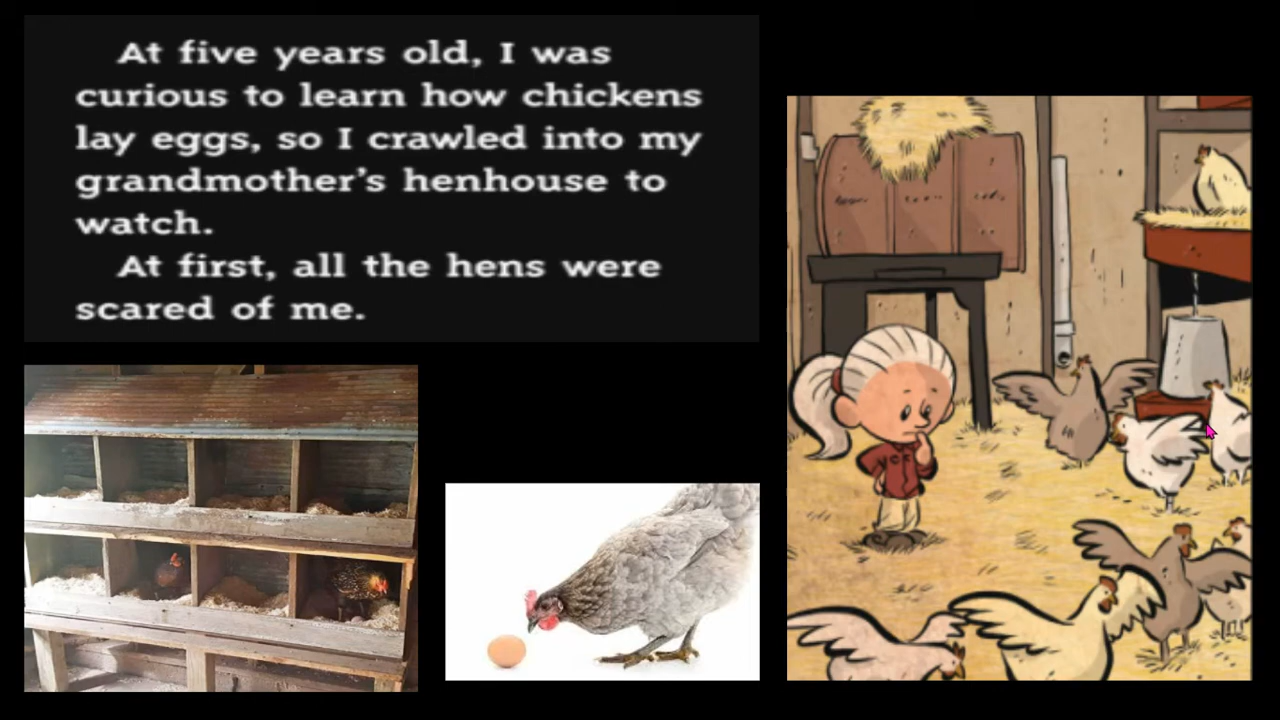 At five years old, I was
curious to learn how chickens
lay eggs, so I crawled into my
grandmother's henhouse to
watch.
At first, all the hens were
scared of me.